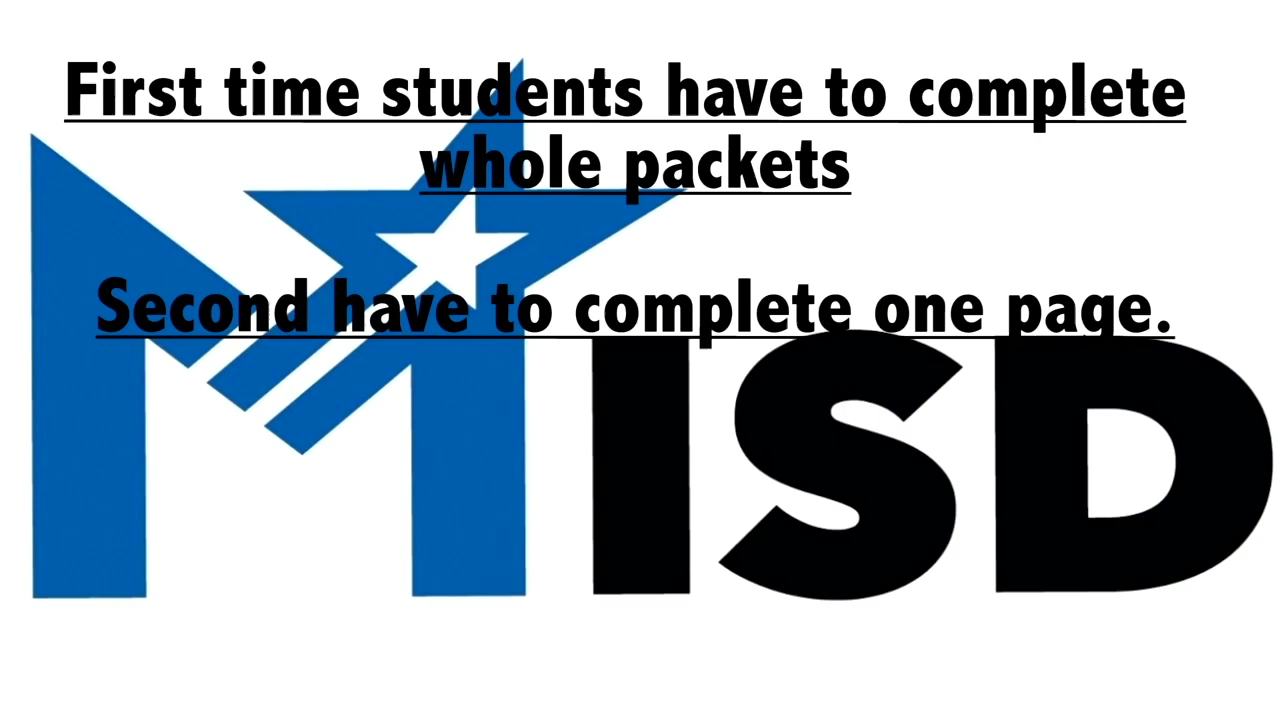 First time students have to complete
whole packets
Second have to complete one page.
MISD